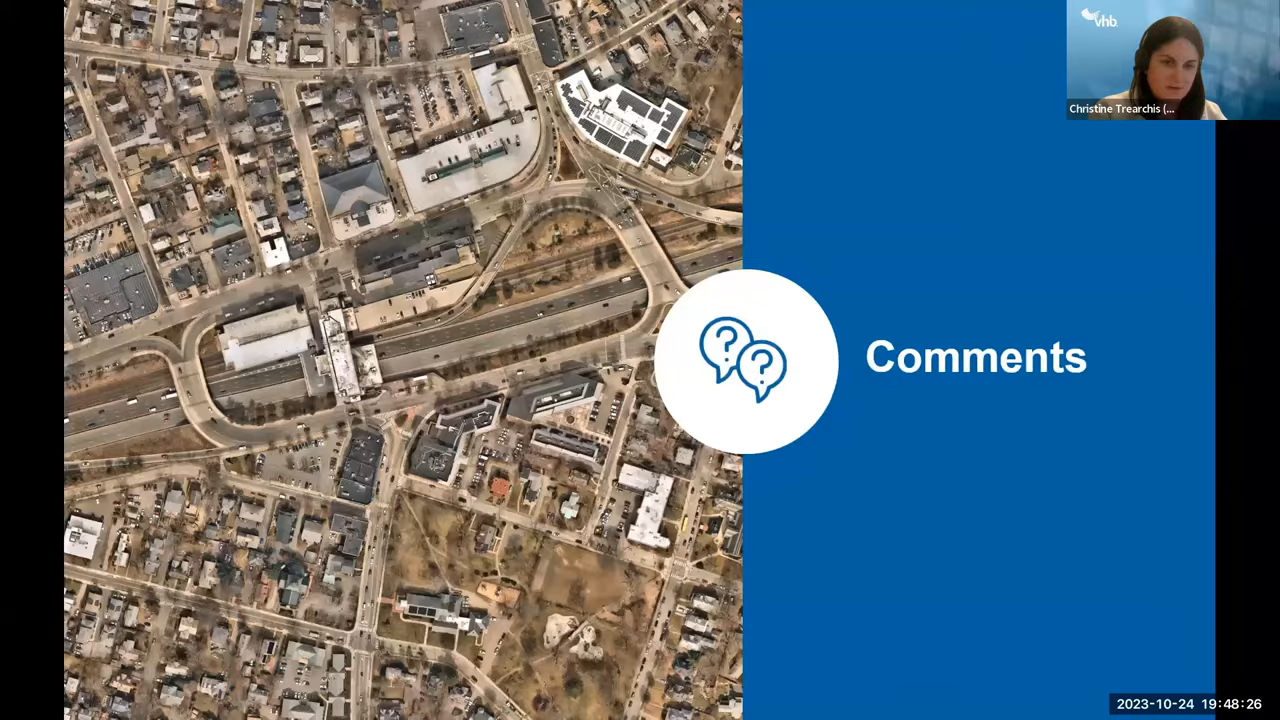 vhb
Christine Trearchis (...
? ?
Comments
2023-10-24 19:48:26